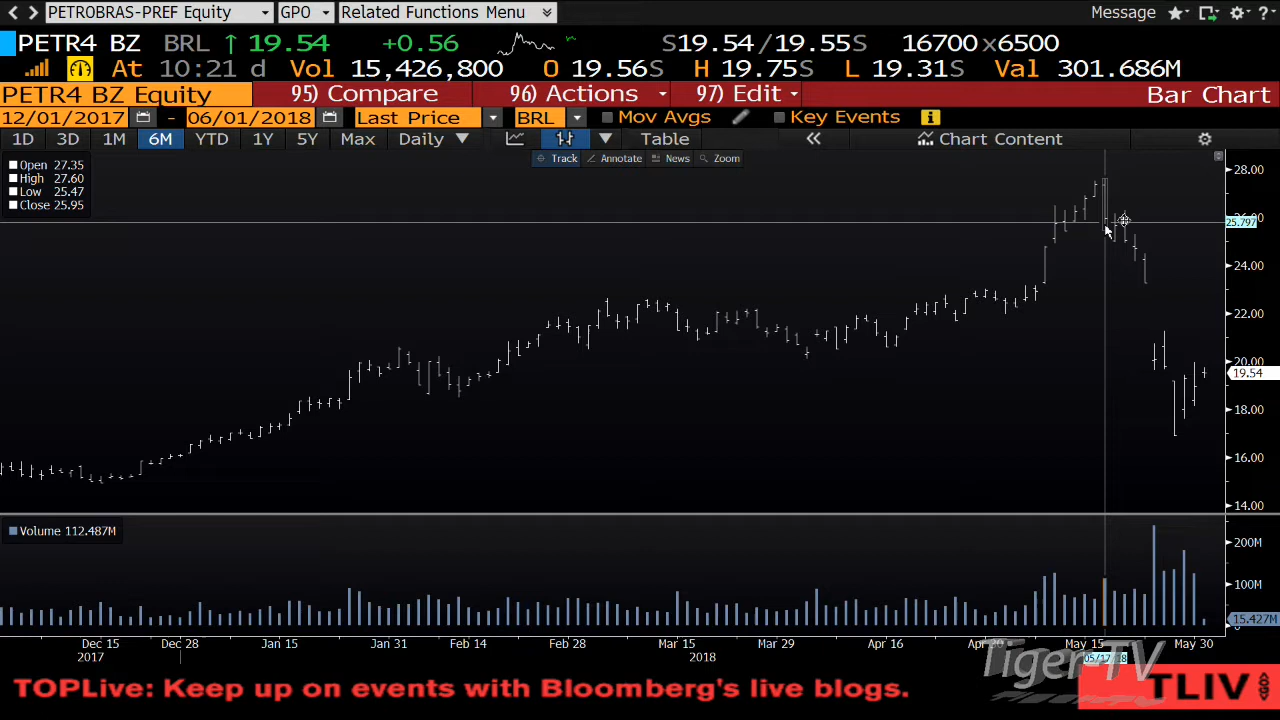 PETROBRAS-PREF Equity GPO Related Functions Menu Message
PETR4 BZ BRL ↑ 19.54 +0.56 S19.54/19.55S 16700x6500
At 10:21 d Vol 15,426,800 O 19.56S H 19.75S L 19.31S Val 301.686M
PETR4 BZ Equity 95) Compare 96) Actions 97) Edit Bar Chart
12/01/2017 - 06/01/2018 Last Price BRL Mov Avgs Key Events
1D 3D 1M 6M YTD 1Y 5Y Max Daily Table Chart Content
Track Annotate News Zoom
Open 27.35
High 27.60
Low 25.47
Close 25.95
28.00
25.797
24.00
22.00
20.00
19.54
18.00
16.00
14.00
Volume 112.487M
200M
100M
15.427M
Dec 15 Dec 28 Jan 15 Jan 31 Feb 14 Feb 28 Mar 15 Mar 29 Apr 16 May 15 May 30
2017 2018 05/17/18
Tiger-TV
TOPLive: Keep up on events with Bloomberg's live blogs. TLIV